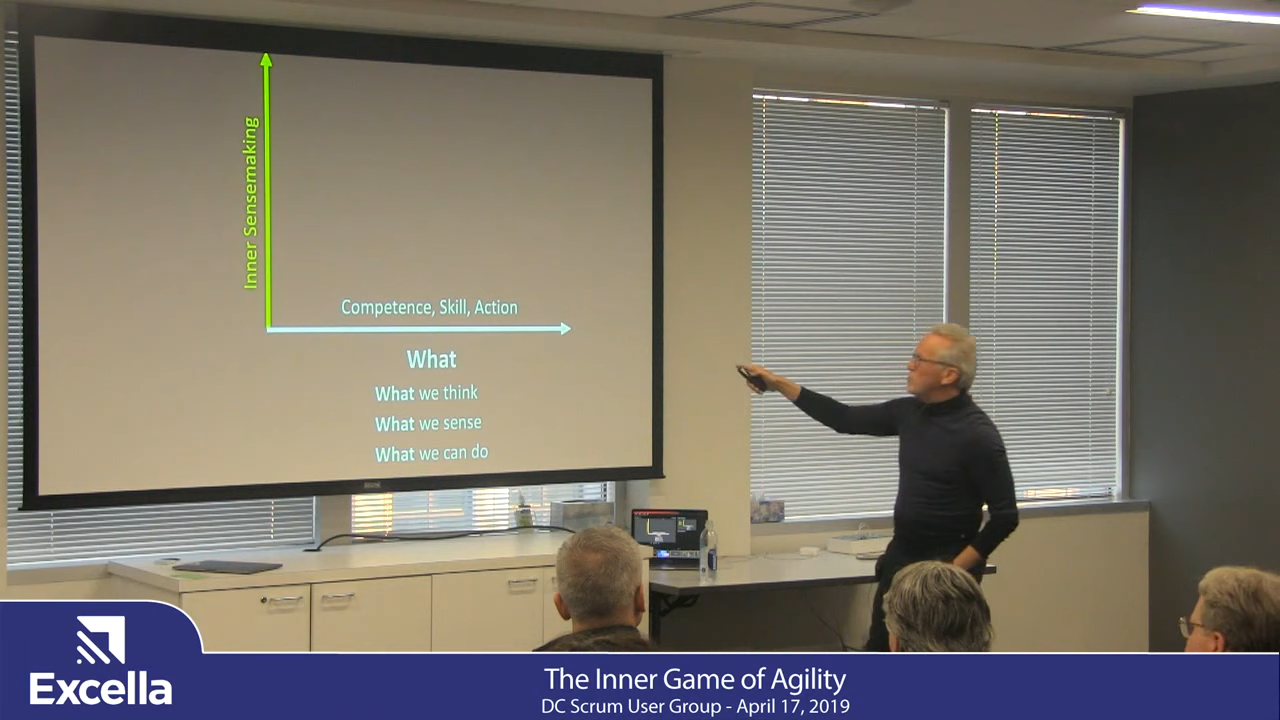 Inner Sensemaking
Competence, Skill, Action
What
What we think
What we sense
What we can do
Excella
The Inner Game of Agility
DC Scrum User Group - April 17, 2019